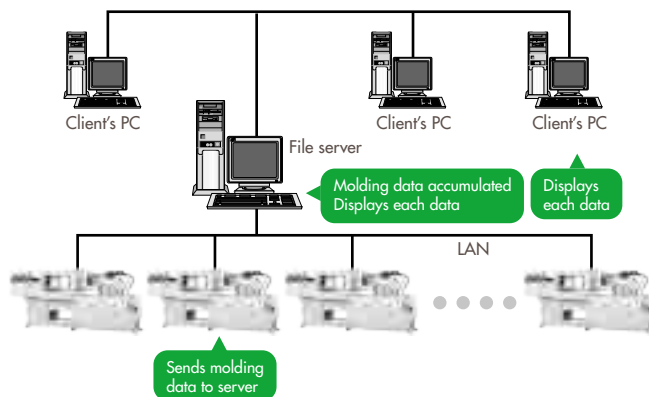 Client's PC
Client's PC
Client's PC
File server
Molding data accumulated
Displays each data
Displays
each data
LAN
Sends molding
data to server